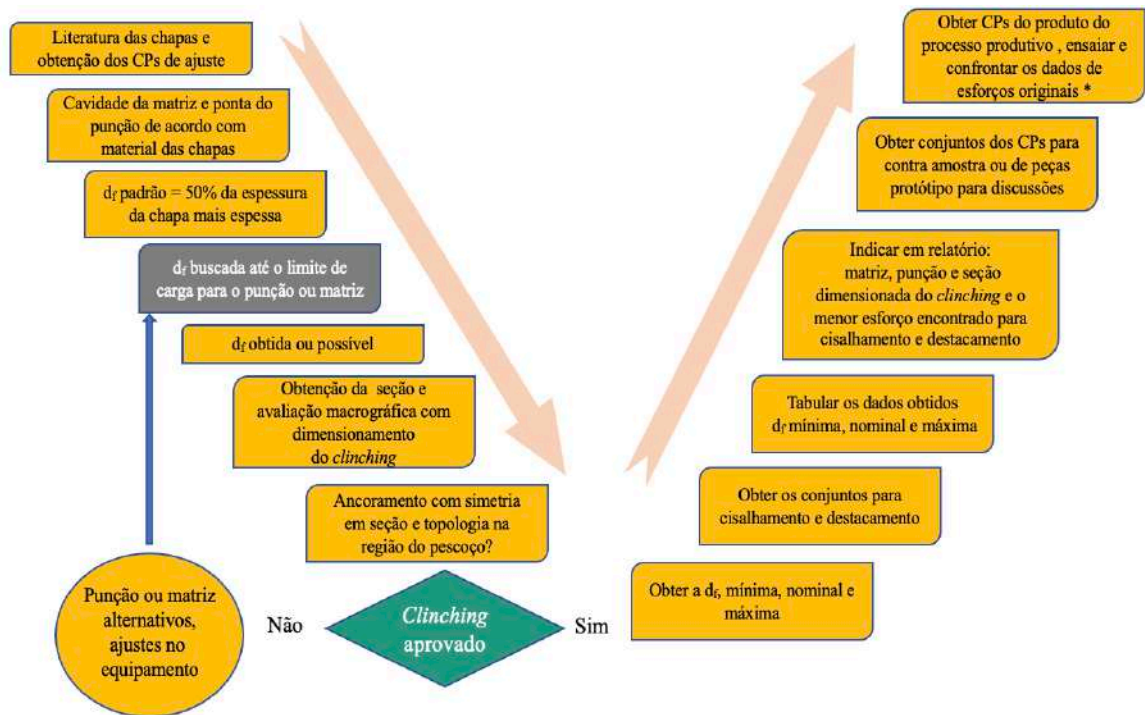 Literatura das chapas e
obtenção dos CPs de ajuste
Cavidade da matriz e ponta do
punção de acordo com
material das chapas
df padrão = 50% da espessura
da chapa mais espessa
df buscada até o limite de
carga para o punção ou matriz
df obtida ou possível
Obtenção da seção e
avaliação macrográfica com
dimensionamento
do clinching
Ancoramento com simetria
em seção e topologia na
região do pescoço?
Punção ou matriz
alternativos,
ajustes no
equipamento
Não
Clinching
aprovado
Sim
Obter a df, mínima, nominal e
máxima
Obter os conjuntos para
cisalhamento e destacamento
Tabular os dados obtidos
df mínima, nominal e máxima
Indicar em relatório:
matriz, punção e seção
dimensionada do clinching e o
menor esforço encontrado para
cisalhamento e destacamento
Obter conjuntos dos CPs para
contra amostra ou de peças
protótipo para discussões
Obter CPs do produto do
processo produtivo , ensaiar e
confrontar os dados de
esforços originais *